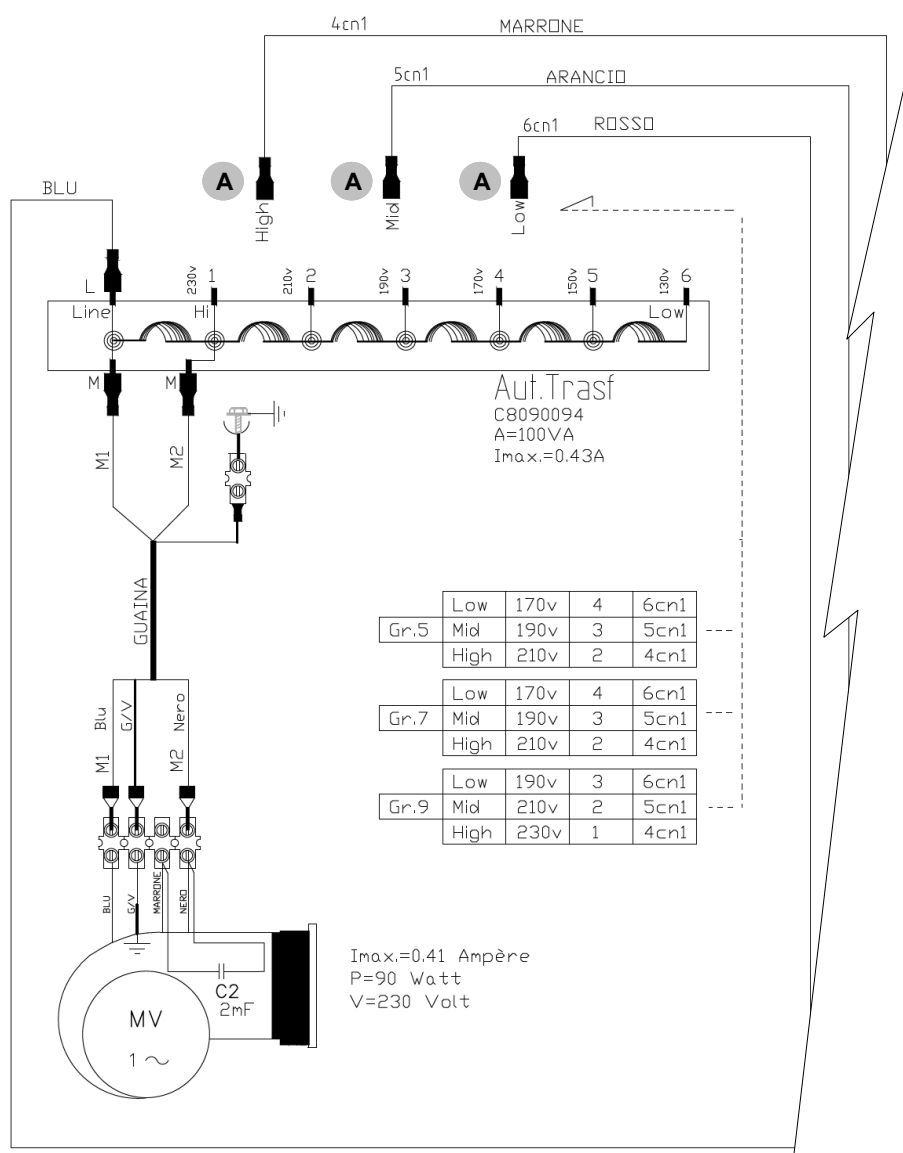 4cn1 MARRONE
5cn1 ARANCIO
6cn1 ROSSO
A A A
BLU
High Mid Low
L 230v 1 210v 2 190v 3 170v 4 150v 5 130v 6
Line Hi Low
M M
Aut.Trasf
C8090094
A=100VA
Imax.=0.43A
M1 M2
GUAINA
Low 170v 4 6cn1
Gr.5 Mid 190v 3 5cn1
High 210v 2 4cn1
Low 170v 4 6cn1
Gr.7 Mid 190v 3 5cn1
High 210v 2 4cn1
Low 190v 3 6cn1
Gr.9 Mid 210v 2 5cn1
High 230v 1 4cn1
Blu G/V Nero
M1 M2
BLU G/V MARRONE NERO
Imax.=0.41 Ampère
P=90 Watt
V=230 Volt
C2
2mF
MV
1 ~